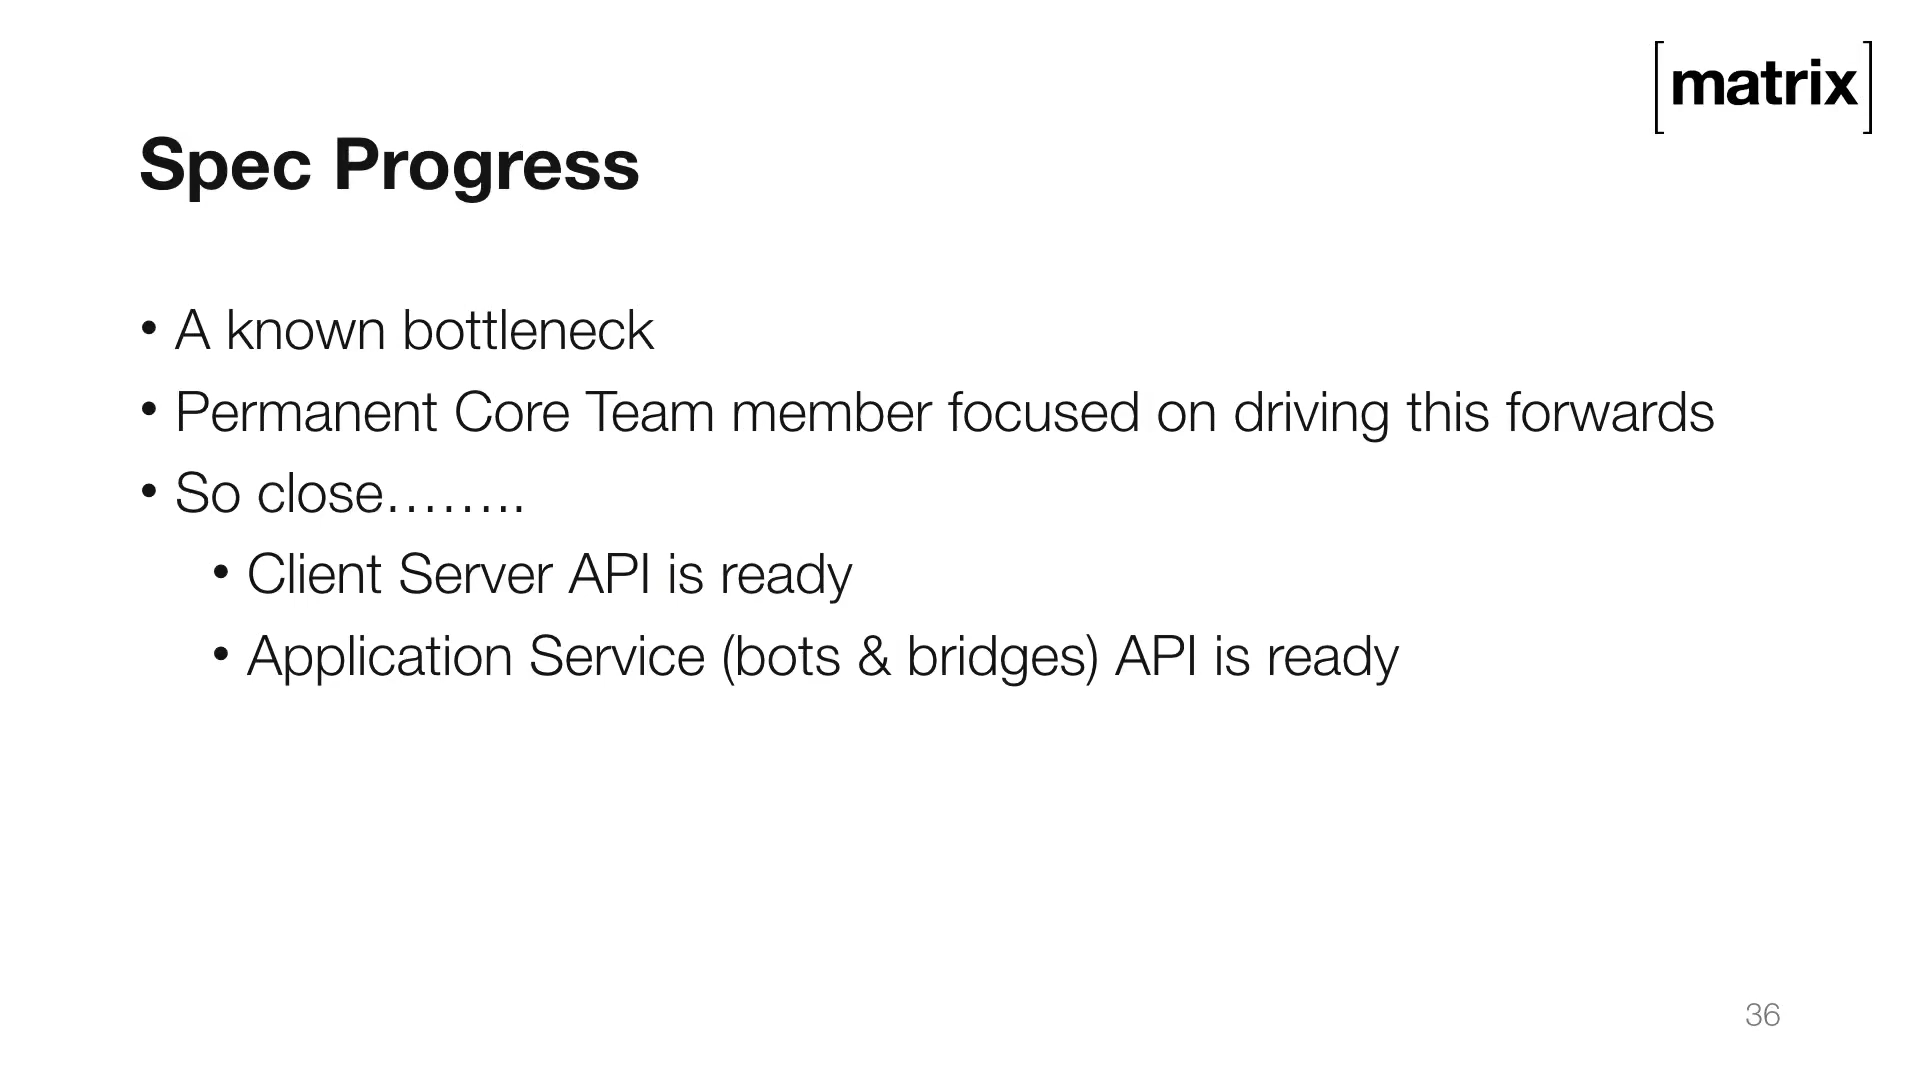 [matrix]
Spec Progress
• A known bottleneck
• Permanent Core Team member focused on driving this forwards
• So close……..
• Client Server API is ready
• Application Service (bots & bridges) API is ready
36